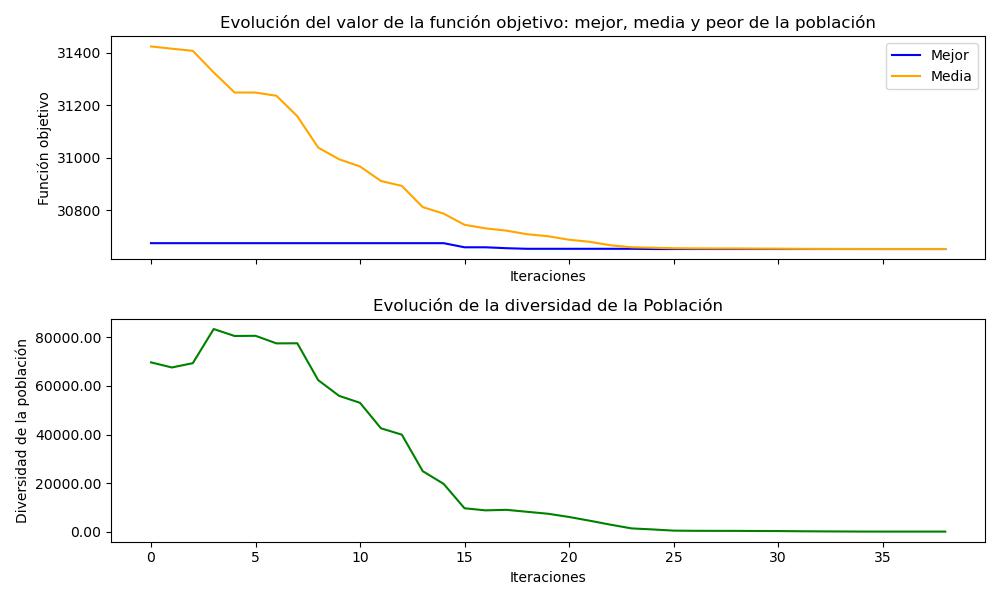 Evolución del valor de la función objetivo: mejor, media y peor de la población
31400
31200
31000
30800
Función objetivo
Mejor
Media
Iteraciones
Evolución de la diversidad de la Población
80000.00
60000.00
40000.00
20000.00
0.00
Diversidad de la población
0 5 10 15 20 25 30 35
Iteraciones